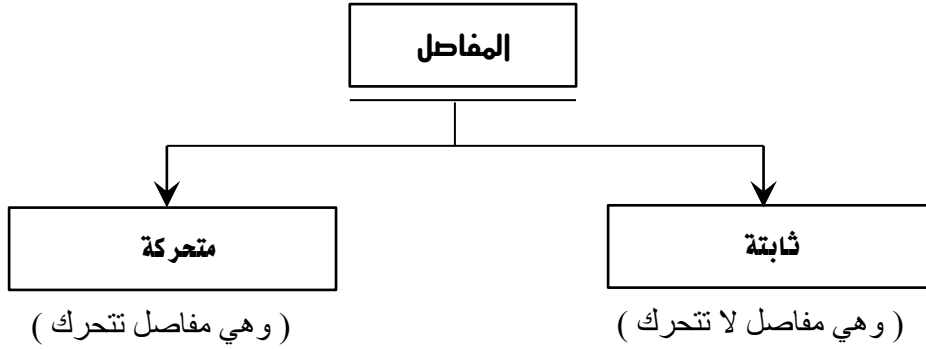 المفاصل
ثابتة
متحركة
( وهي مفاصل لا تتحرك )
( وهي مفاصل تتحرك )